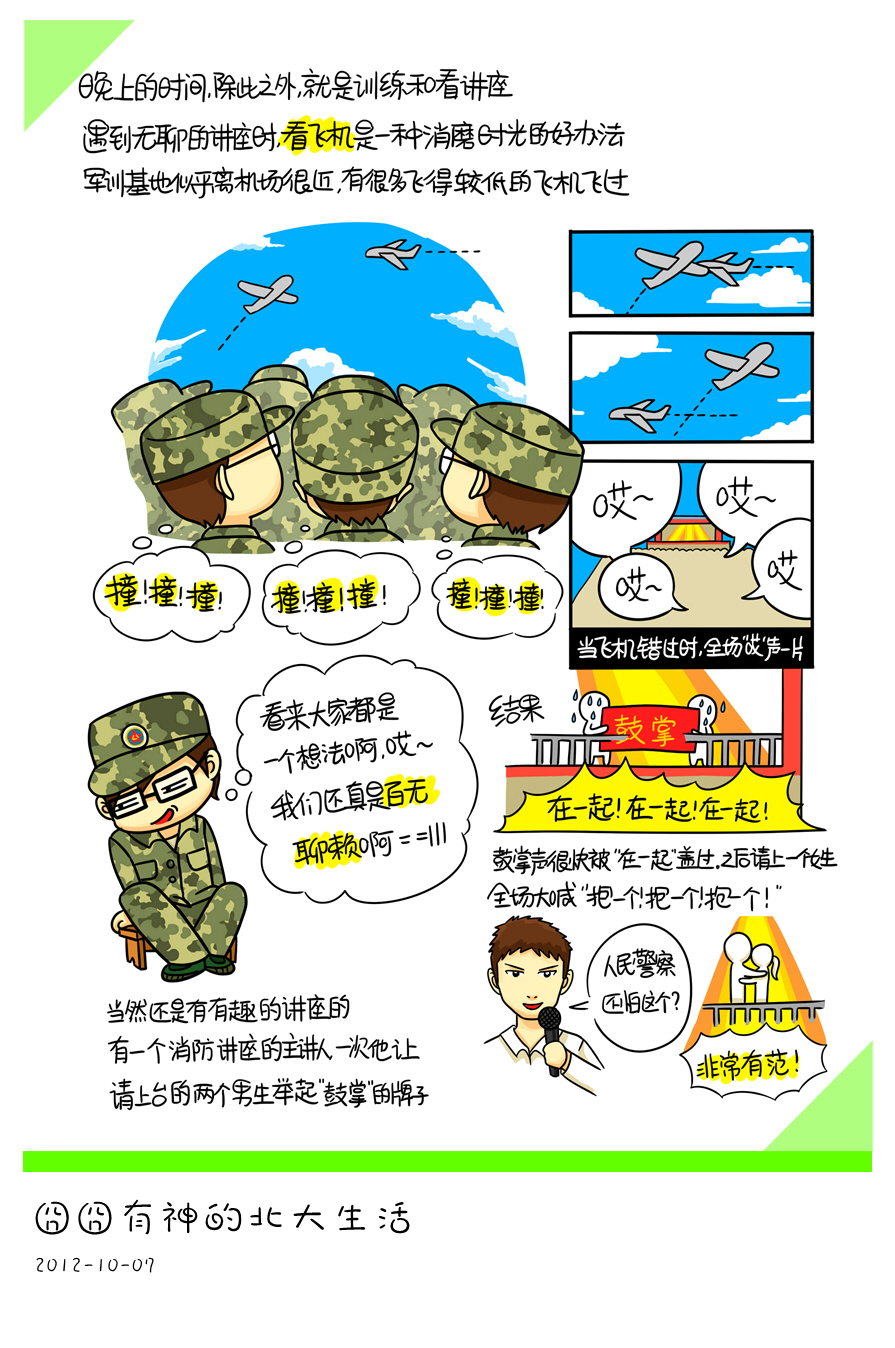 晚上的时间,除此之外,就是训练和看讲座
遇到无聊的讲座时,看飞机是一种消磨时光的好办法
军训基地似乎离机场很近,有很多飞得较低的飞机飞过
撞!撞!撞!
撞!撞!撞!
撞!撞!撞!
哎~
哎~
哎~
哎
当飞机错过时,全场"哎"声一片
看来大家都是
一个想法啊,哎~
我们还真是百无
聊赖啊==|||
当然还是有有趣的讲座的
有一个消防讲座的主讲人一次他让
请上台的两个男生举起"鼓掌"的牌子
结果
鼓掌
在一起!在一起!在一起!
鼓掌声很快被"在一起"盖过.之后请上一个女生
全场大喊"抱一个!抱一个!抱一个!"
人民警察
还怕这个?
非常有范!
囧囧有神的北大生活
2012-10-07